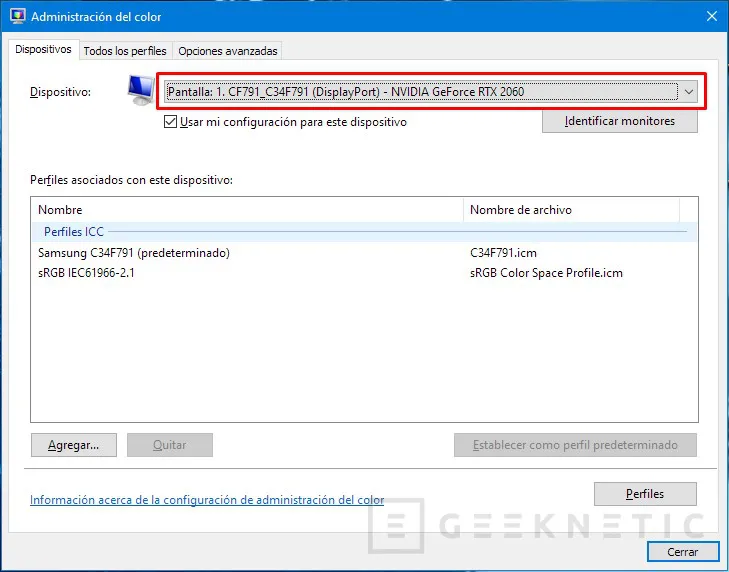 Administración del color
Dispositivos Todos los perfiles Opciones avanzadas
Dispositivo: Pantalla: 1. CF791_C34F791 (DisplayPort) - NVIDIA GeForce RTX 2060
Usar mi configuración para este dispositivo Identificar monitores
Perfiles asociados con este dispositivo:
Nombre Nombre de archivo
Perfiles ICC
Samsung C34F791 (predeterminado) C34F791.icm
sRGB IEC61966-2.1 sRGB Color Space Profile.icm
Agregar... Quitar Establecer como perfil predeterminado
Información acerca de la configuración de administración del color Perfiles
GEEKNETIC
Cerrar